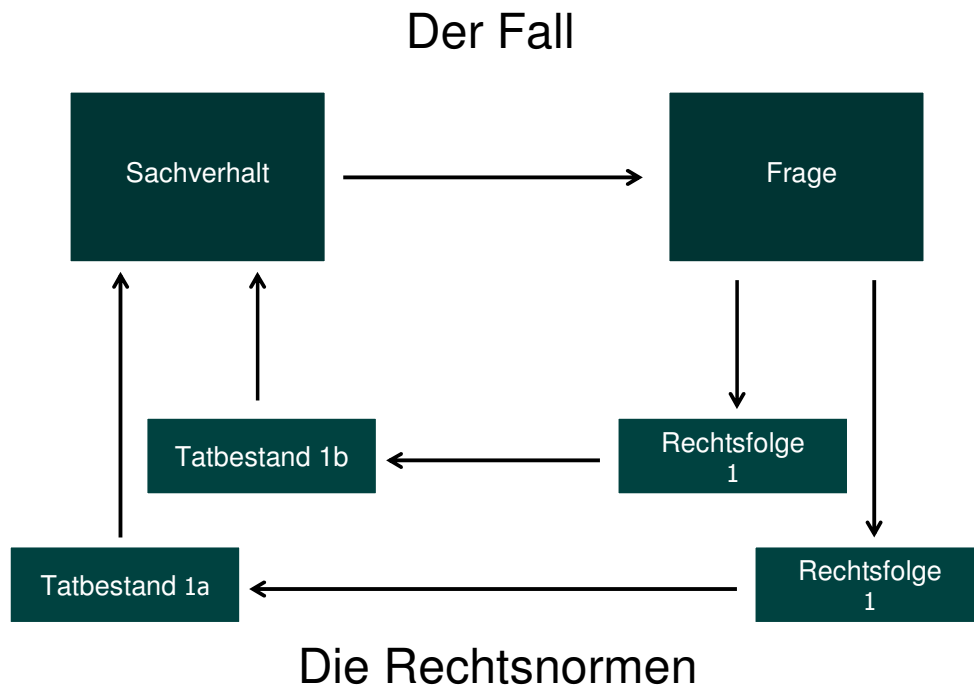 Der Fall
Sachverhalt
Frage
Tatbestand 1b
Rechtsfolge
1
Tatbestand 1a
Rechtsfolge
1
Die Rechtsnormen